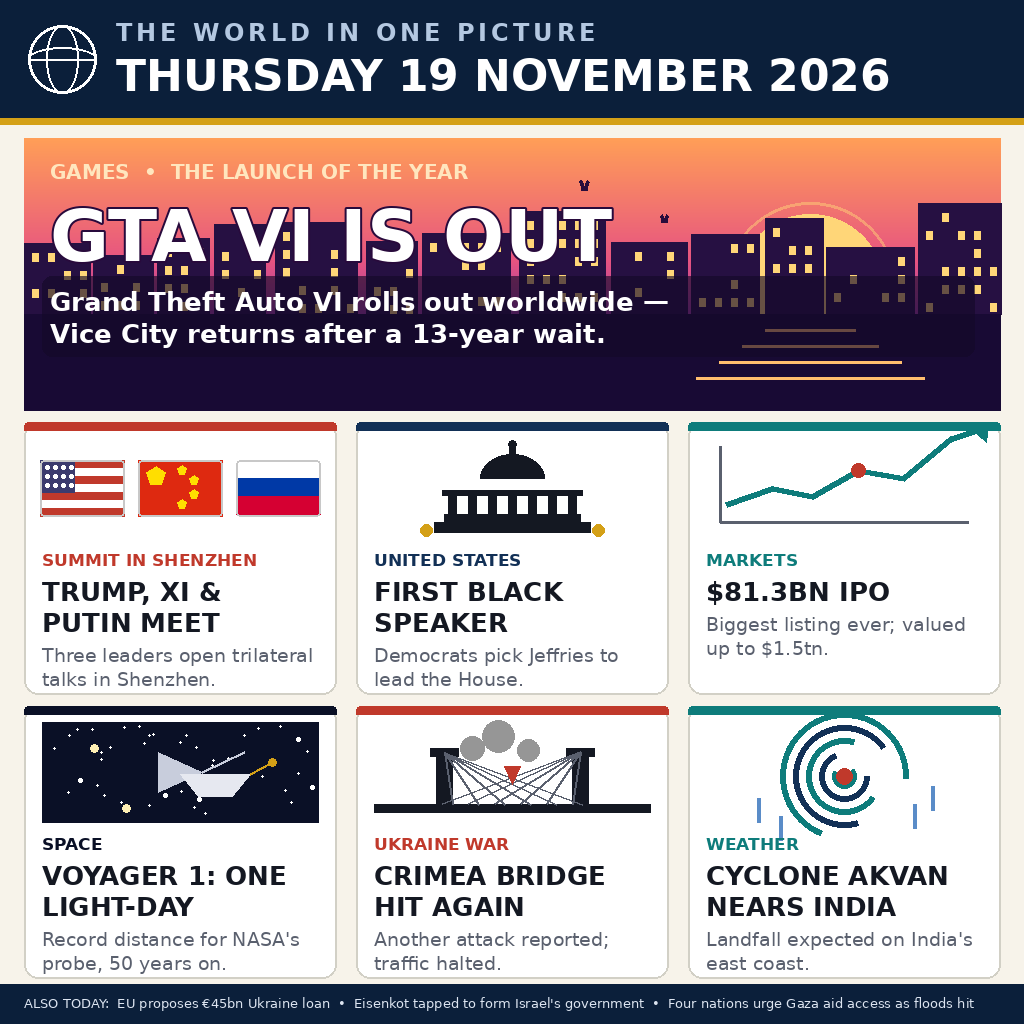 THE WORLD IN ONE PICTURE
THURSDAY 19 NOVEMBER 2026
GAMES • THE LAUNCH OF THE YEAR
GTA VI IS OUT
Grand Theft Auto VI rolls out worldwide —
Vice City returns after a 13-year wait.
SUMMIT IN SHENZHEN
TRUMP, XI &
PUTIN MEET
Three leaders open trilateral
talks in Shenzhen.
UNITED STATES
FIRST BLACK
SPEAKER
Democrats pick Jeffries to
lead the House.
MARKETS
$81.3BN IPO
Biggest listing ever; valued
up to $1.5tn.
SPACE
VOYAGER 1: ONE
LIGHT-DAY
Record distance for NASA's
probe, 50 years on.
UKRAINE WAR
CRIMEA BRIDGE
HIT AGAIN
Another attack reported;
traffic halted.
WEATHER
CYCLONE AKVAN
NEARS INDIA
Landfall expected on India's
east coast.
ALSO TODAY: EU proposes €45bn Ukraine loan • Eisenkot tapped to form Israel's government • Four nations urge Gaza aid access as floods hit